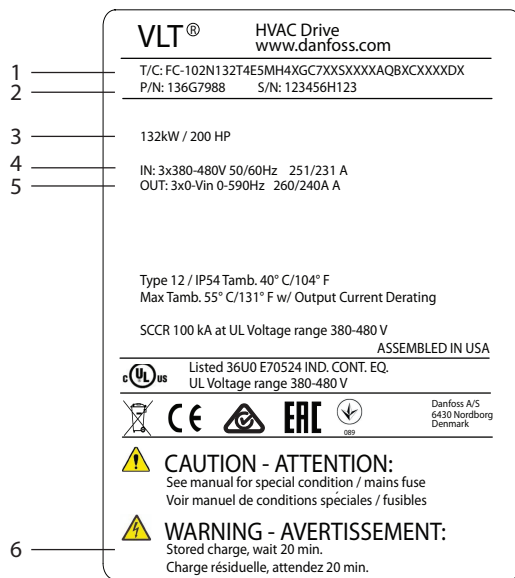 VLT® HVAC Drive
www.danfoss.com
1 T/C: FC-102N132T4E5MH4XGC7XXSXXXXAQBXCXXXXDX
2 P/N: 136G7988 S/N: 123456H123
3 132kW / 200 HP
4 IN: 3x380-480V 50/60Hz 251/231 A
5 OUT: 3x0-Vin 0-590Hz 260/240A A
Type 12 / IP54 Tamb. 40° C/104° F
Max Tamb. 55° C/131° F w/ Output Current Derating
SCCR 100 kA at UL Voltage range 380-480 V
ASSEMBLED IN USA
c UL us Listed 36U0 E70524 IND. CONT. EQ.
UL Voltage range 380-480 V
CE EAC 089
Danfoss A/S
6430 Nordborg
Denmark
CAUTION - ATTENTION:
See manual for special condition / mains fuse
Voir manuel de conditions spéciales / fusibles
WARNING - AVERTISSEMENT:
6 Stored charge, wait 20 min.
Charge résiduelle, attendez 20 min.